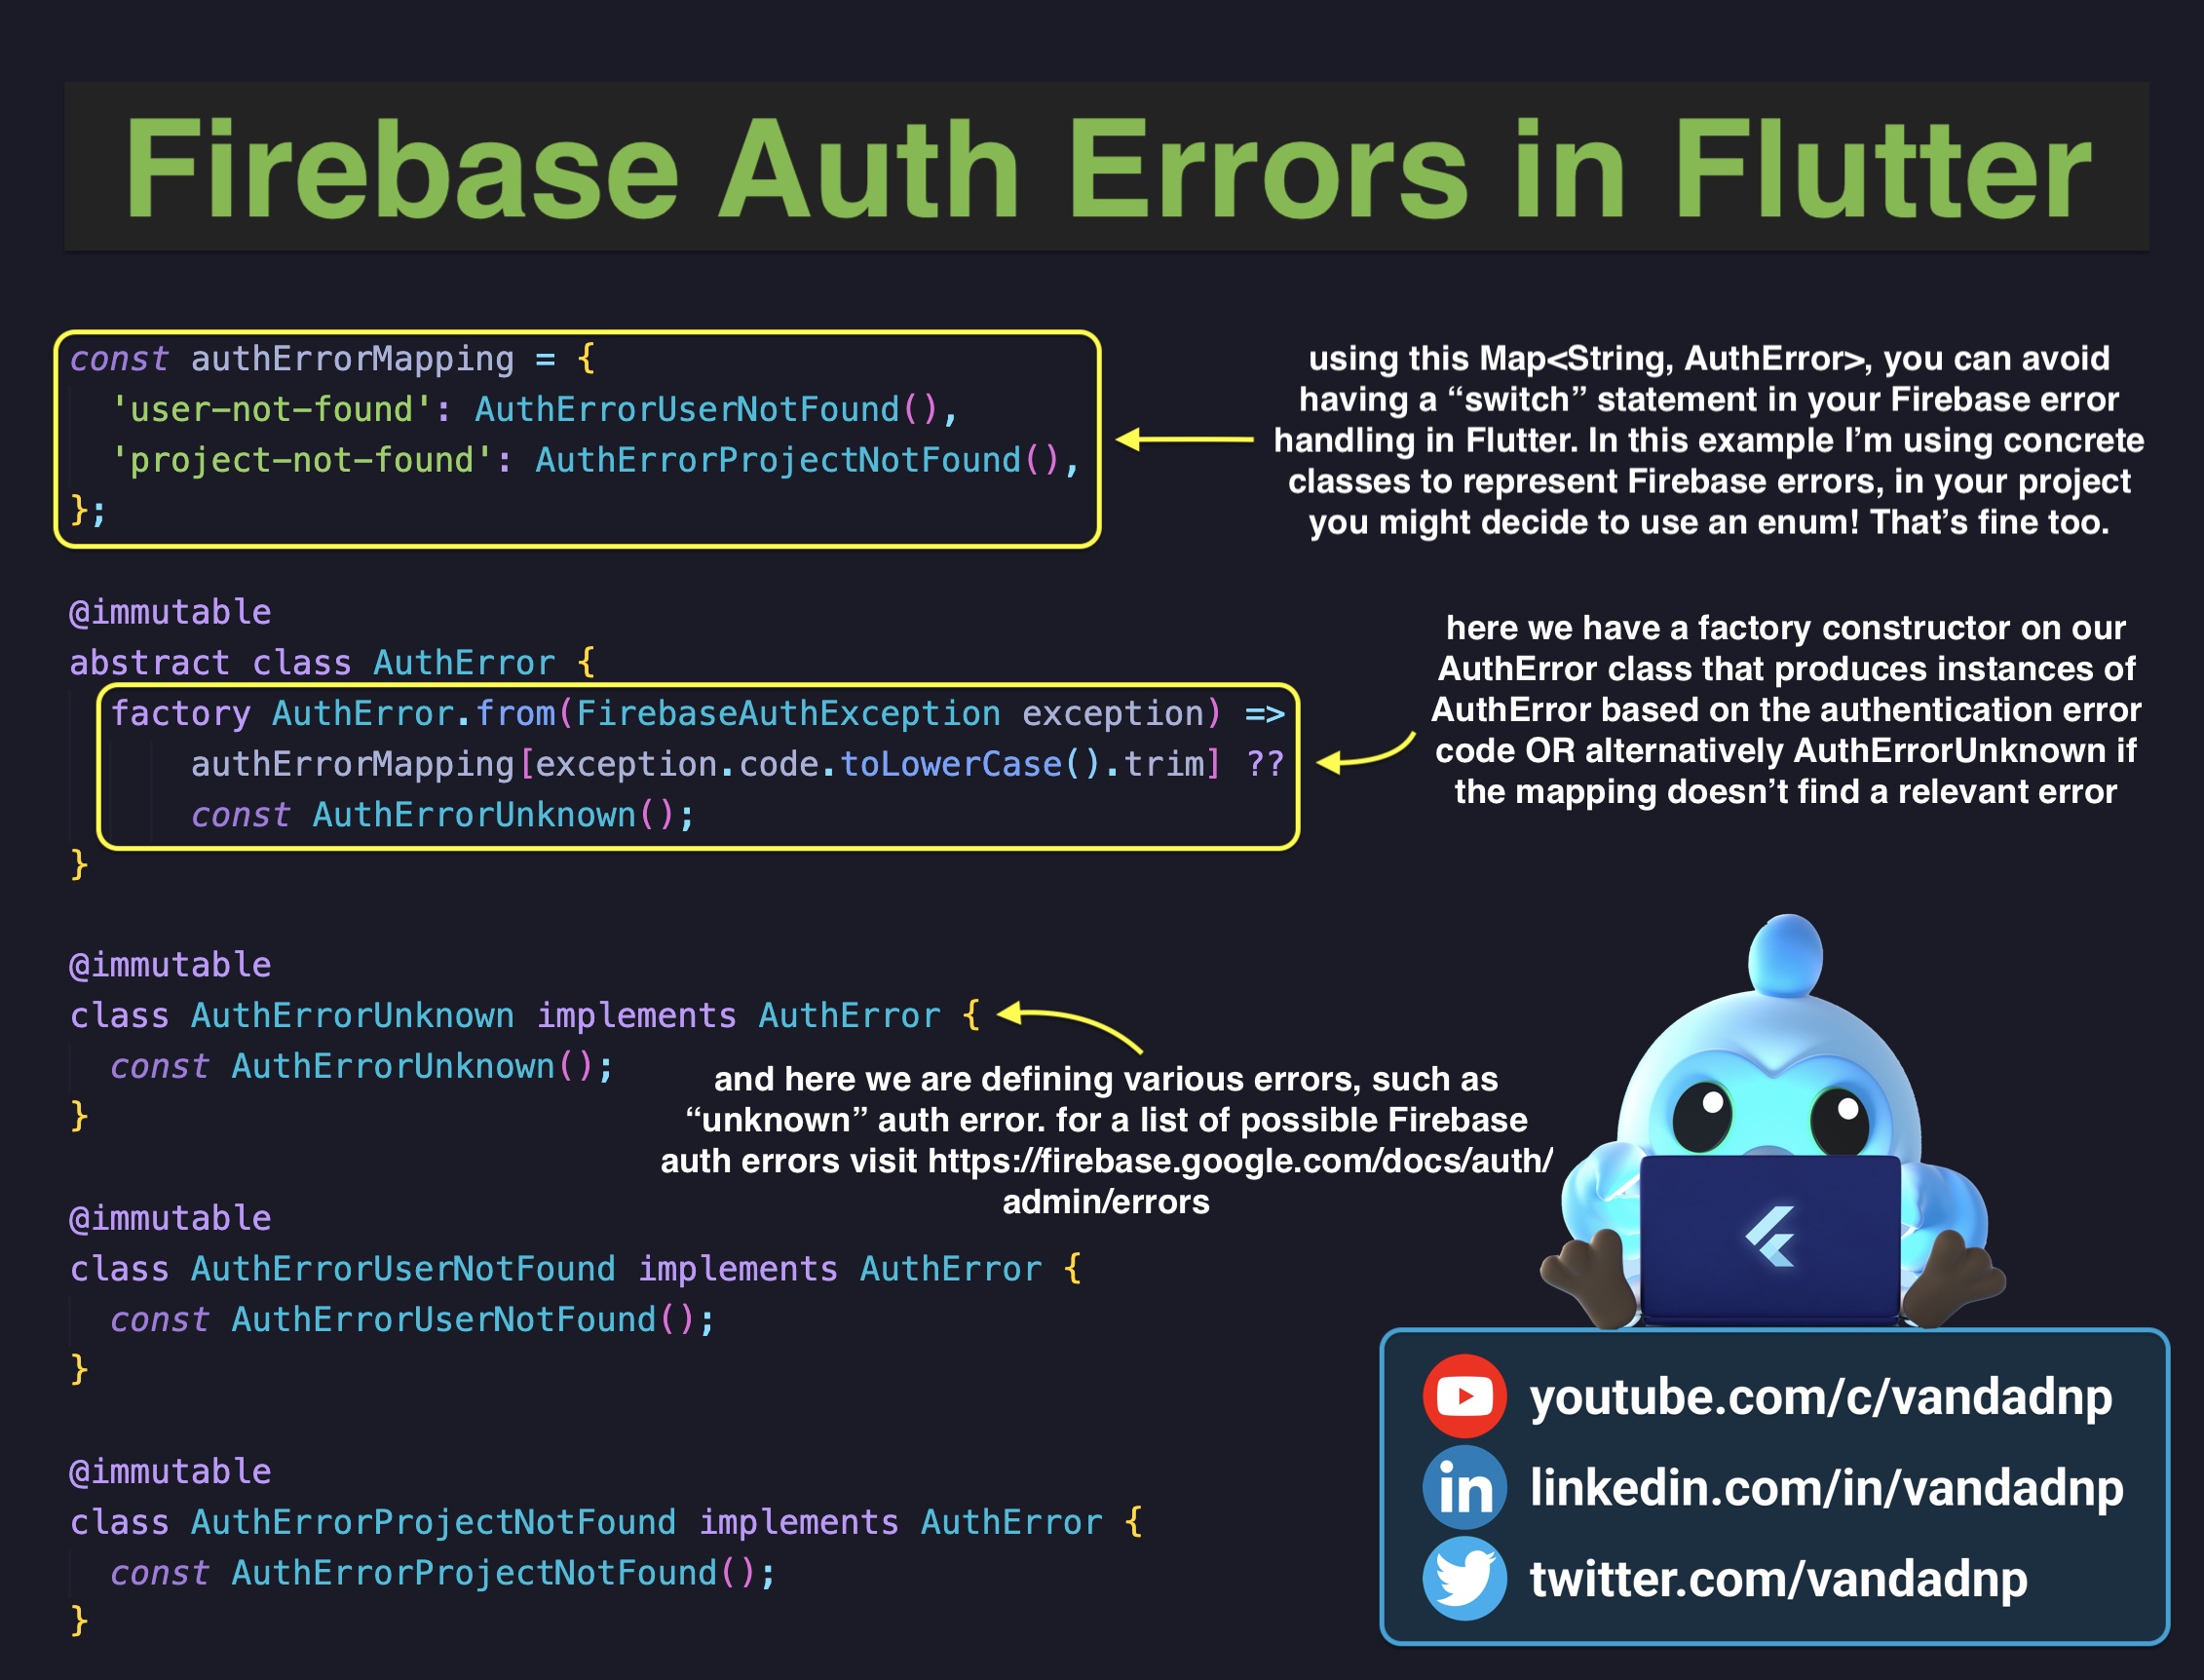 Firebase Auth Errors in Flutter
const authErrorMapping = {
  'user-not-found': AuthErrorUserNotFound(),
  'project-not-found': AuthErrorProjectNotFound(),
};
using this Map<String, AuthError>, you can avoid
having a “switch” statement in your Firebase error
handling in Flutter. In this example I’m using concrete
classes to represent Firebase errors, in your project
you might decide to use an enum! That’s fine too.
@immutable
abstract class AuthError {
  factory AuthError.from(FirebaseAuthException exception) =>
      authErrorMapping[exception.code.toLowerCase().trim] ??
      const AuthErrorUnknown();
}
here we have a factory constructor on our
AuthError class that produces instances of
AuthError based on the authentication error
code OR alternatively AuthErrorUnknown if
the mapping doesn’t find a relevant error
@immutable
class AuthErrorUnknown implements AuthError {
  const AuthErrorUnknown();
}
and here we are defining various errors, such as
“unknown” auth error. for a list of possible Firebase
auth errors visit https://firebase.google.com/docs/auth/
admin/errors
@immutable
class AuthErrorUserNotFound implements AuthError {
  const AuthErrorUserNotFound();
}
@immutable
class AuthErrorProjectNotFound implements AuthError {
  const AuthErrorProjectNotFound();
}
youtube.com/c/vandadnp
in linkedin.com/in/vandadnp
twitter.com/vandadnp